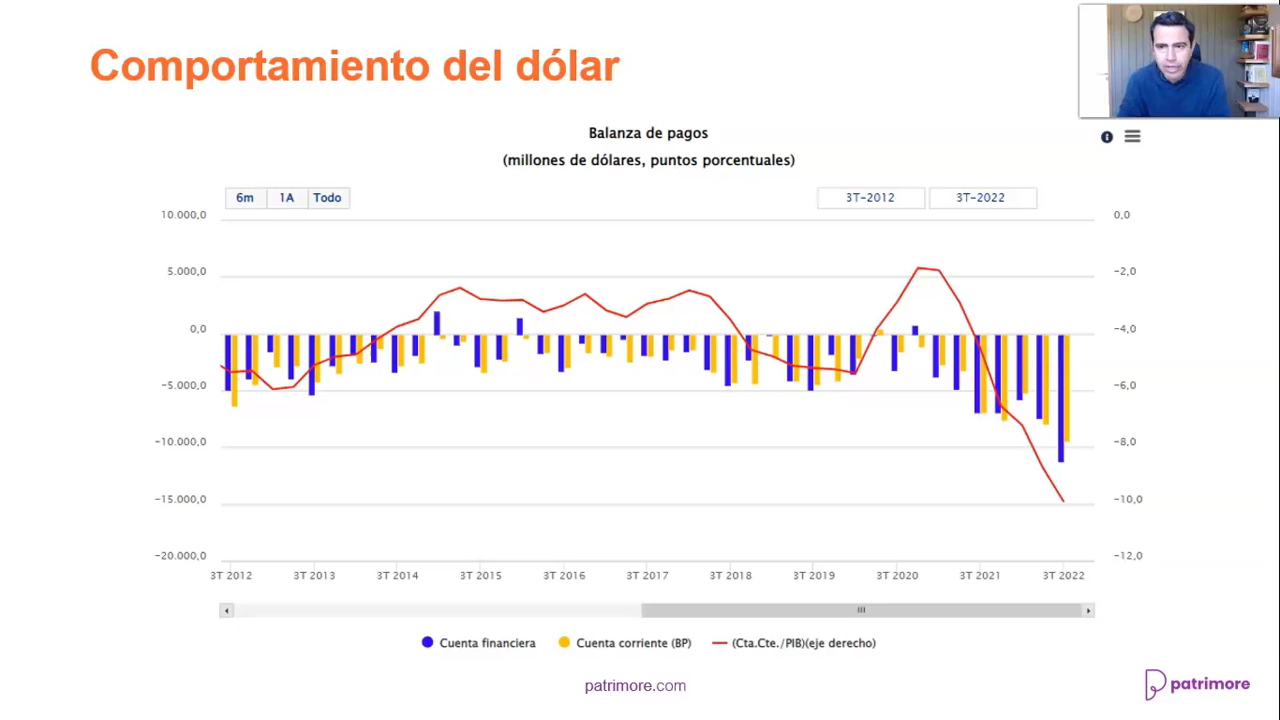 Comportamiento del dólar
Balanza de pagos
(millones de dólares, puntos porcentuales)
6m 1A Todo
3T-2012 3T-2022
10.000,0 0,0
5.000,0 -2,0
0,0 -4,0
-5.000,0 -6,0
-10.000,0 -8,0
-15.000,0 -10,0
-20.000,0 -12,0
3T 2012 3T 2013 3T 2014 3T 2015 3T 2016 3T 2017 3T 2018 3T 2019 3T 2020 3T 2021 3T 2022
Cuenta financiera Cuenta corriente (BP) (Cta.Cte./PIB)(eje derecho)
patrimore.com
patrimore